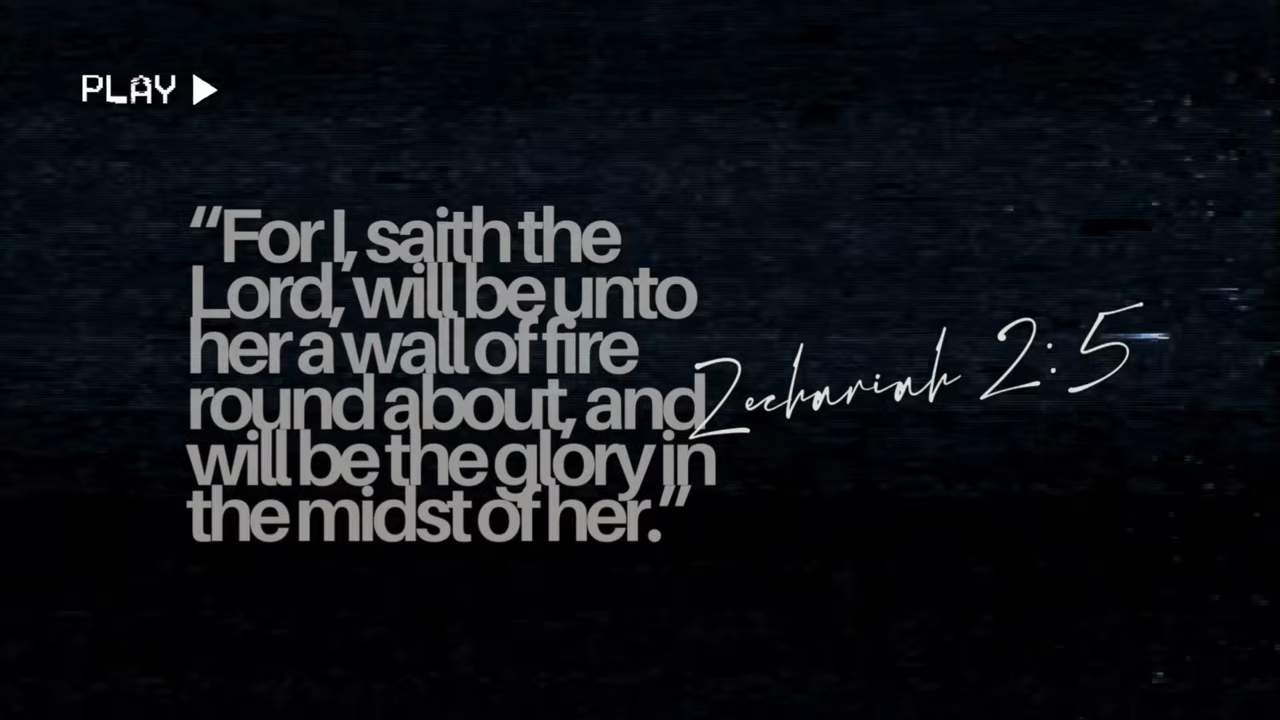 PLAY
“For I, saith the
Lord, will be unto
her a wall of fire
round about, and
will be the glory in
the midst of her.”
Zechariah 2:5